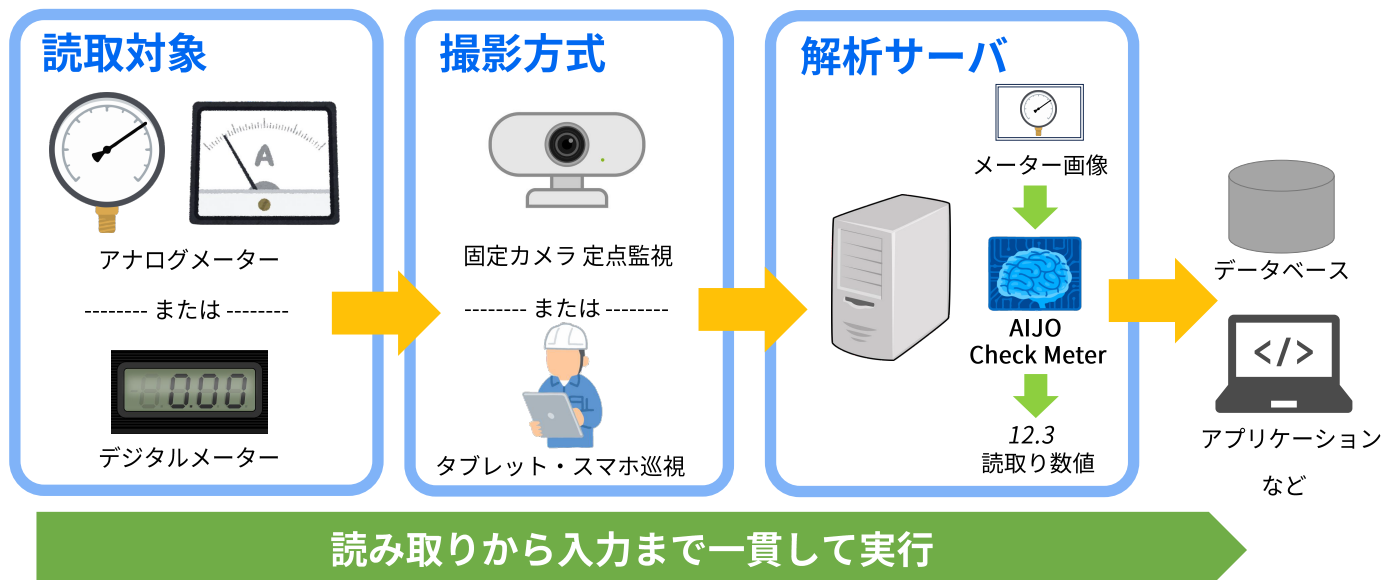 読取対象
A
アナログメーター
-------- または --------
0.00
デジタルメーター
撮影方式
固定カメラ 定点監視
-------- または --------
タブレット・スマホ巡視
解析サーバ
メーター画像
AIJO
Check Meter
12.3
読取り数値
データベース
</>
アプリケーション
など
読み取りから入力まで一貫して実行